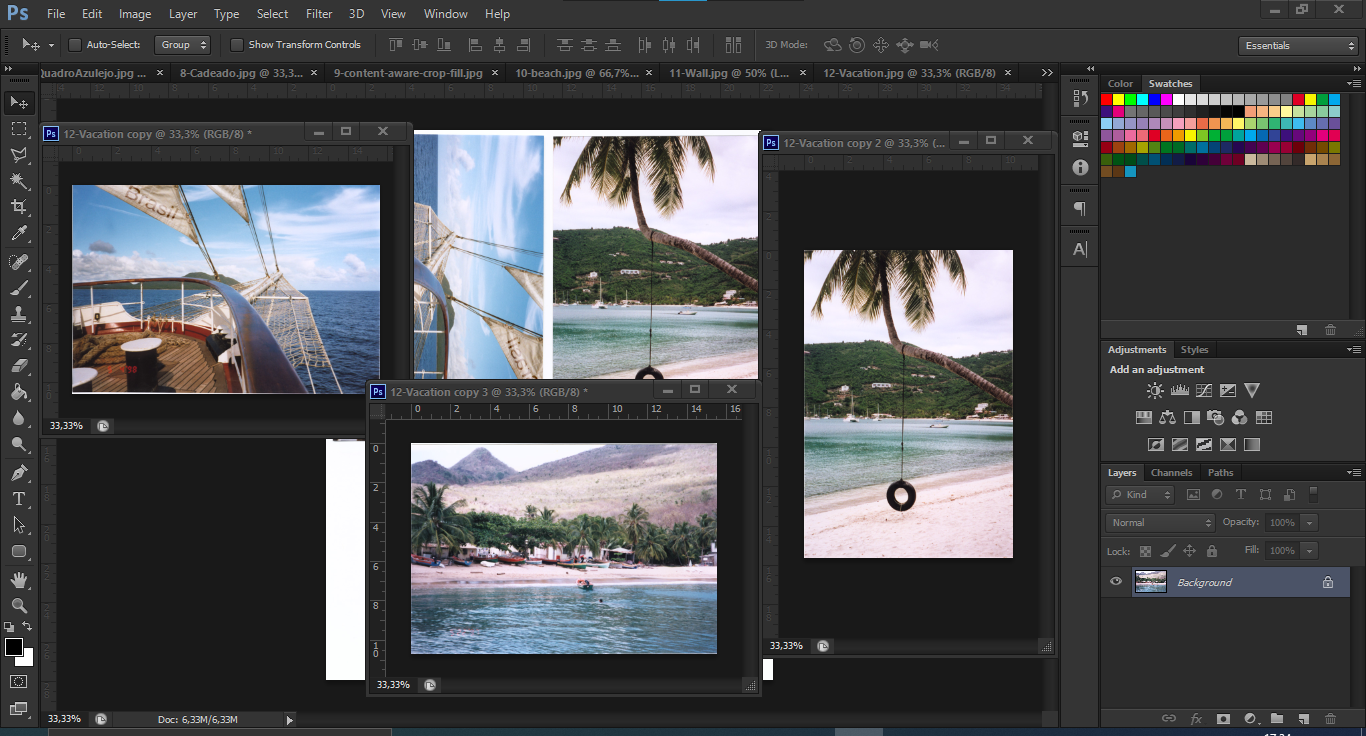 Ps File Edit Image Layer Type Select Filter 3D View Window Help
Auto-Select: Group Show Transform Controls 3D Mode: Essentials
QuadroAzulejo.jpg ... × 8-Cadeado.jpg @ 33,3... × 9-content-aware-crop-fill.jpg × 10-beach.jpg @ 66,7%... × 11-Wall.jpg @ 50% (L... × 12-Vacation.jpg @ 33,3% (RGB/8) ×
Color Swatches
Ps 12-Vacation copy @ 33,3% (RGB/8) *
Ps 12-Vacation copy 2 @ 33,3% (...
Brasil
Adjustments Styles
Add an adjustment
Ps 12-Vacation copy 3 @ 33,3% (RGB/8) *
0 2 4 6 8 10 12 14 16
0
2
4
6
8
10
33,33%
33,33%
33,33%
Layers Channels Paths
Kind
Normal Opacity: 100%
Lock: Fill: 100%
Background
33,33% Doc: 6,33M/6,33M